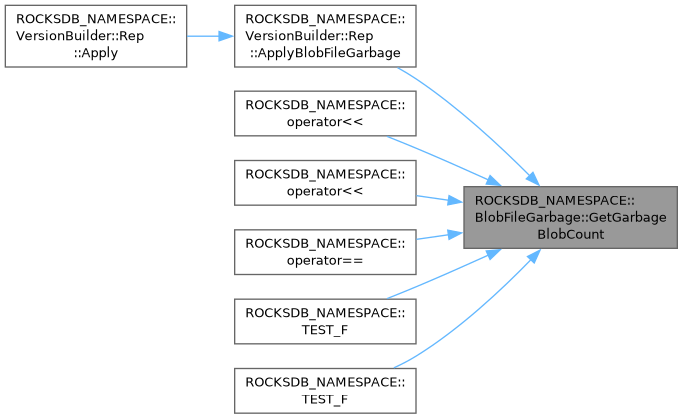 ROCKSDB_NAMESPACE::
VersionBuilder::Rep
::Apply
ROCKSDB_NAMESPACE::
VersionBuilder::Rep
::ApplyBlobFileGarbage
ROCKSDB_NAMESPACE::
operator<<
ROCKSDB_NAMESPACE::
operator<<
ROCKSDB_NAMESPACE::
operator==
ROCKSDB_NAMESPACE::
TEST_F
ROCKSDB_NAMESPACE::
TEST_F
ROCKSDB_NAMESPACE::
BlobFileGarbage::GetGarbage
BlobCount